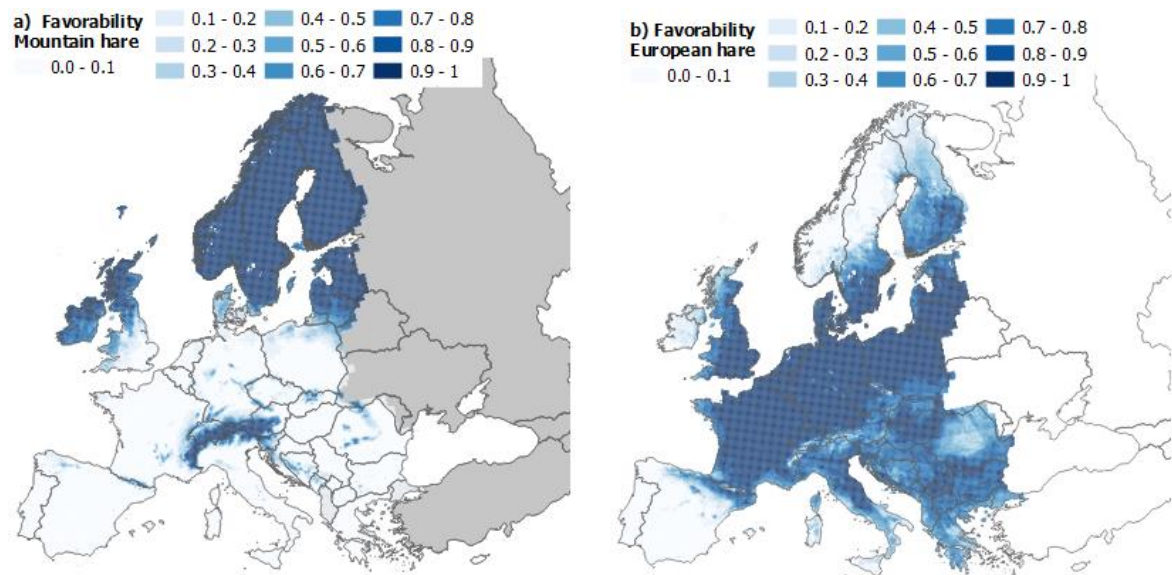 a) Favorability
Mountain hare
0.0 - 0.1
0.1 - 0.2
0.2 - 0.3
0.3 - 0.4
0.4 - 0.5
0.5 - 0.6
0.6 - 0.7
0.7 - 0.8
0.8 - 0.9
0.9 - 1
b) Favorability
European hare
0.0 - 0.1
0.1 - 0.2
0.2 - 0.3
0.3 - 0.4
0.4 - 0.5
0.5 - 0.6
0.6 - 0.7
0.7 - 0.8
0.8 - 0.9
0.9 - 1